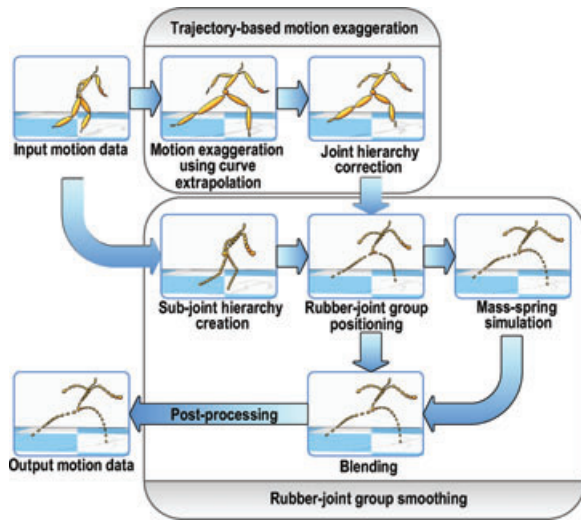 Trajectory-based motion exaggeration
Input motion data
Motion exaggeration
using curve
extrapolation
Joint hierarchy
correction
Sub-joint hierarchy
creation
Rubber-joint group
positioning
Mass-spring
simulation
Post-processing
Output motion data
Blending
Rubber-joint group smoothing